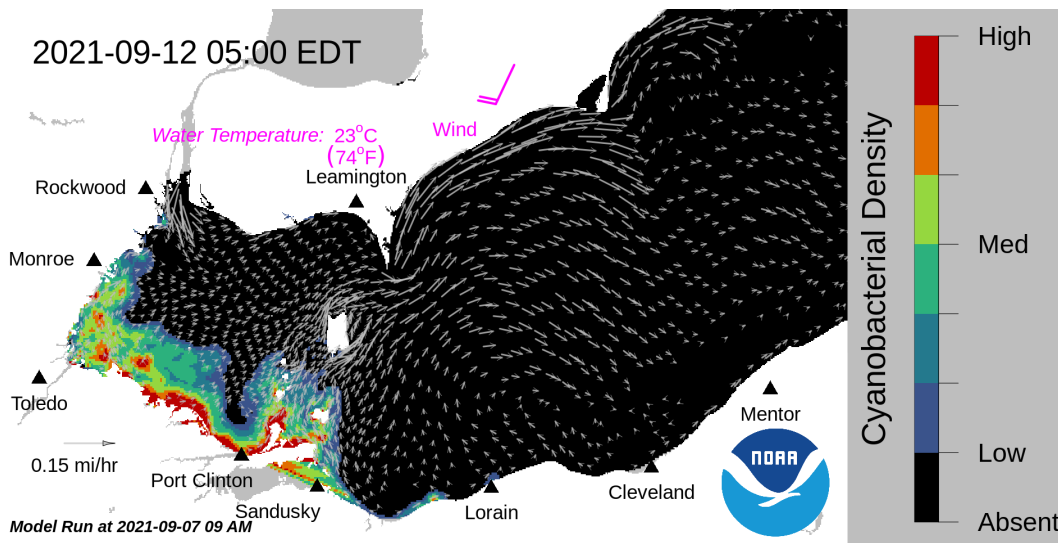 2021-09-12 05:00 EDT
High
Cyanobacterial Density
Wind
Water Temperature: 23°C
(74°F)
Leamington
Rockwood
Med
Monroe
Toledo
Mentor
0.15 mi/hr
NOAA
Low
Port Clinton
Cleveland
Sandusky
Lorain
Model Run at 2021-09-07 09 AM
Absent